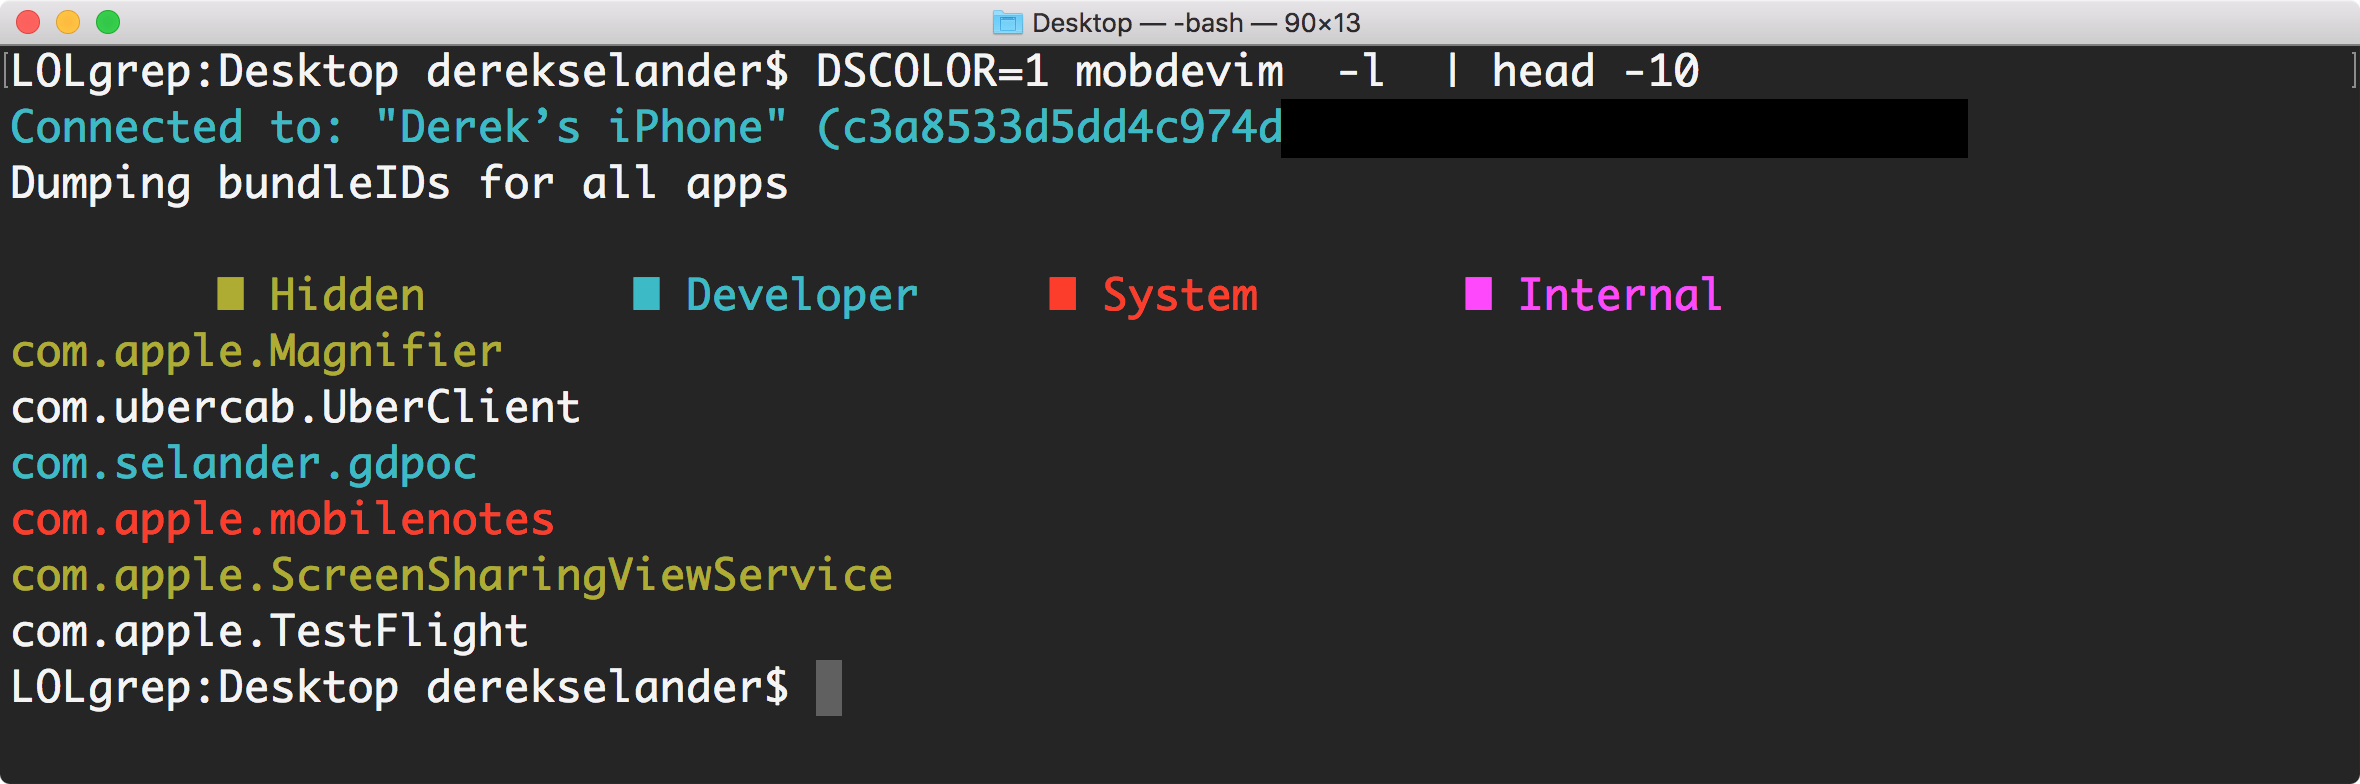 Desktop — -bash — 90×13
LOLgrep:Desktop derekselander$ DSCOLOR=1 mobdevim  -l  | head -10
Connected to: "Derek’s iPhone" (c3a8533d5dd4c974d
Dumping bundleIDs for all apps
Hidden Developer System Internal
com.apple.Magnifier
com.ubercab.UberClient
com.selander.gdpoc
com.apple.mobilenotes
com.apple.ScreenSharingViewService
com.apple.TestFlight
LOLgrep:Desktop derekselander$